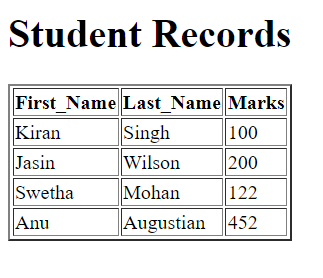 Student Records
First_Name Last_Name Marks
Kiran Singh 100
Jasin Wilson 200
Swetha Mohan 122
Anu Augustian 452